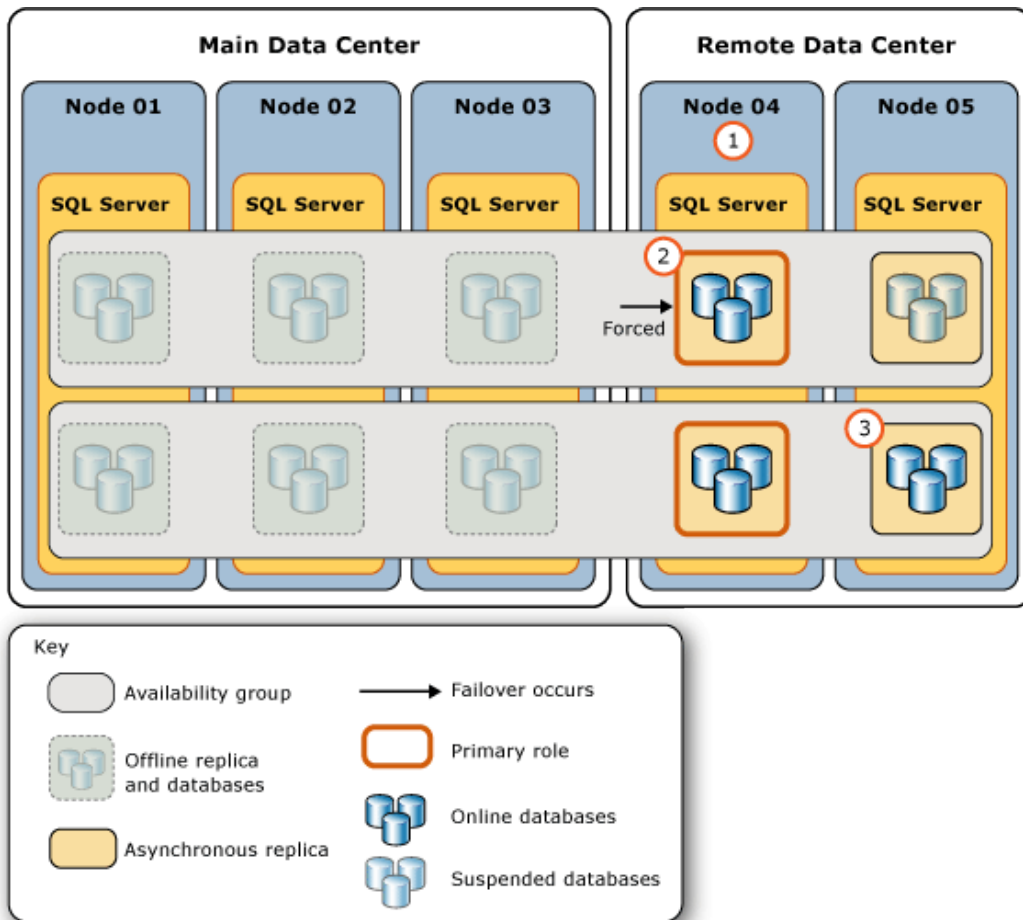 Main Data Center
Remote Data Center
Node 01
Node 02
Node 03
Node 04
Node 05
1
SQL Server
SQL Server
SQL Server
SQL Server
SQL Server
2
Forced
3
Key
Availability group
Failover occurs
Offline replica
and databases
Primary role
Online databases
Asynchronous replica
Suspended databases